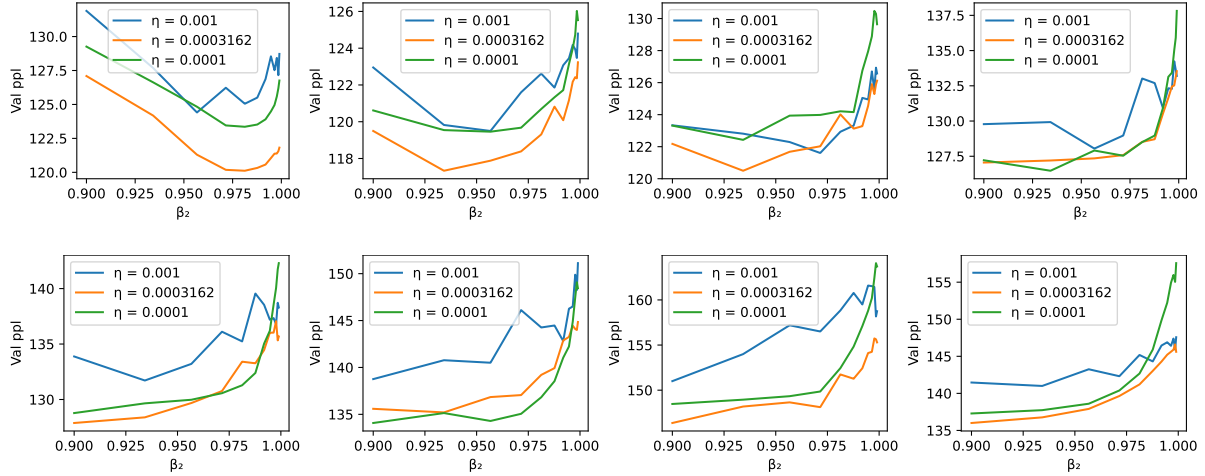 Val ppl
130.0
127.5
125.0
122.5
120.0
0.900 0.925 0.950 0.975 1.000
β₂
η = 0.001
η = 0.0003162
η = 0.0001
Val ppl
126
124
122
120
118
0.900 0.925 0.950 0.975 1.000
β₂
η = 0.001
η = 0.0003162
η = 0.0001
Val ppl
130
128
126
124
122
120
0.900 0.925 0.950 0.975 1.000
β₂
η = 0.001
η = 0.0003162
η = 0.0001
Val ppl
137.5
135.0
132.5
130.0
127.5
0.900 0.925 0.950 0.975 1.000
β₂
η = 0.001
η = 0.0003162
η = 0.0001
Val ppl
140
135
130
0.900 0.925 0.950 0.975 1.000
β₂
η = 0.001
η = 0.0003162
η = 0.0001
Val ppl
150
145
140
135
0.900 0.925 0.950 0.975 1.000
β₂
η = 0.001
η = 0.0003162
η = 0.0001
Val ppl
160
155
150
0.900 0.925 0.950 0.975 1.000
β₂
η = 0.001
η = 0.0003162
η = 0.0001
Val ppl
155
150
145
140
135
0.900 0.925 0.950 0.975 1.000
β₂
η = 0.001
η = 0.0003162
η = 0.0001